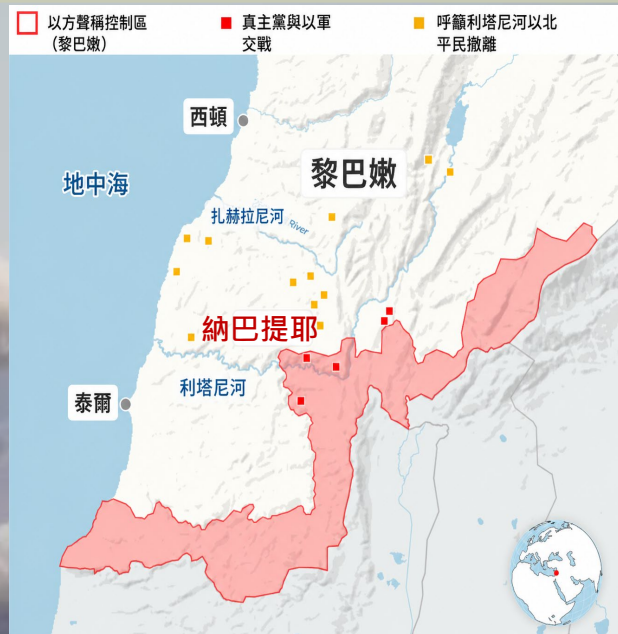 以方聲稱控制區
（黎巴嫩）
真主黨與以軍
交戰
呼籲利塔尼河以北
平民撤離
西頓
黎巴嫩
地中海
扎赫拉尼河
River
納巴提耶
利塔尼河
泰爾